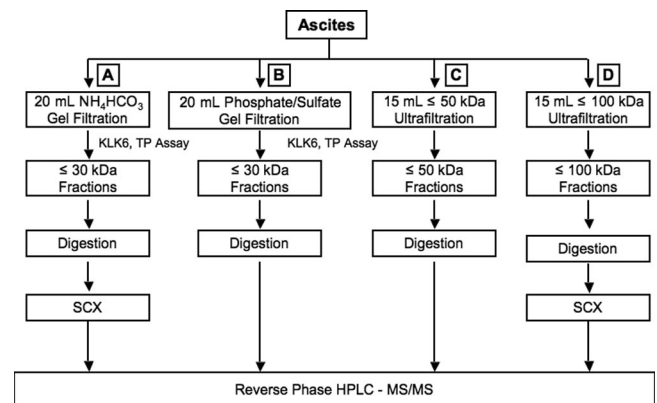 Ascites
A
B
C
D
20 mL NH₄HCO₃
Gel Filtration
20 mL Phosphate/Sulfate
Gel Filtration
15 mL ≤ 50 kDa
Ultrafiltration
15 mL ≤ 100 kDa
Ultrafiltration
KLK6, TP Assay
KLK6, TP Assay
≤ 30 kDa
Fractions
≤ 30 kDa
Fractions
≤ 50 kDa
Fractions
≤ 100 kDa
Fractions
Digestion
Digestion
Digestion
Digestion
SCX
SCX
Reverse Phase HPLC - MS/MS